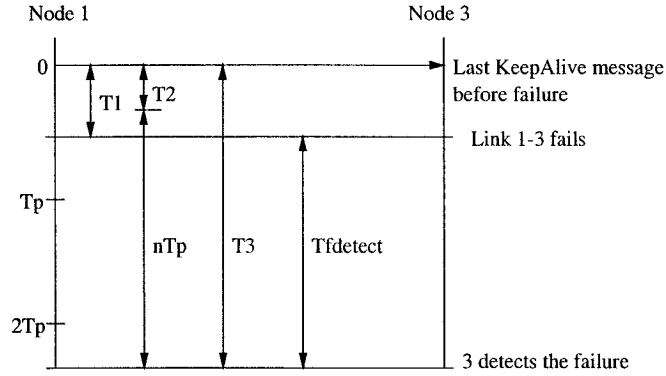 Node 1
Node 3
0
Last KeepAlive message
before failure
T1
T2
Link 1-3 fails
Tp
nTp
T3
Tfdetect
2Tp
3 detects the failure